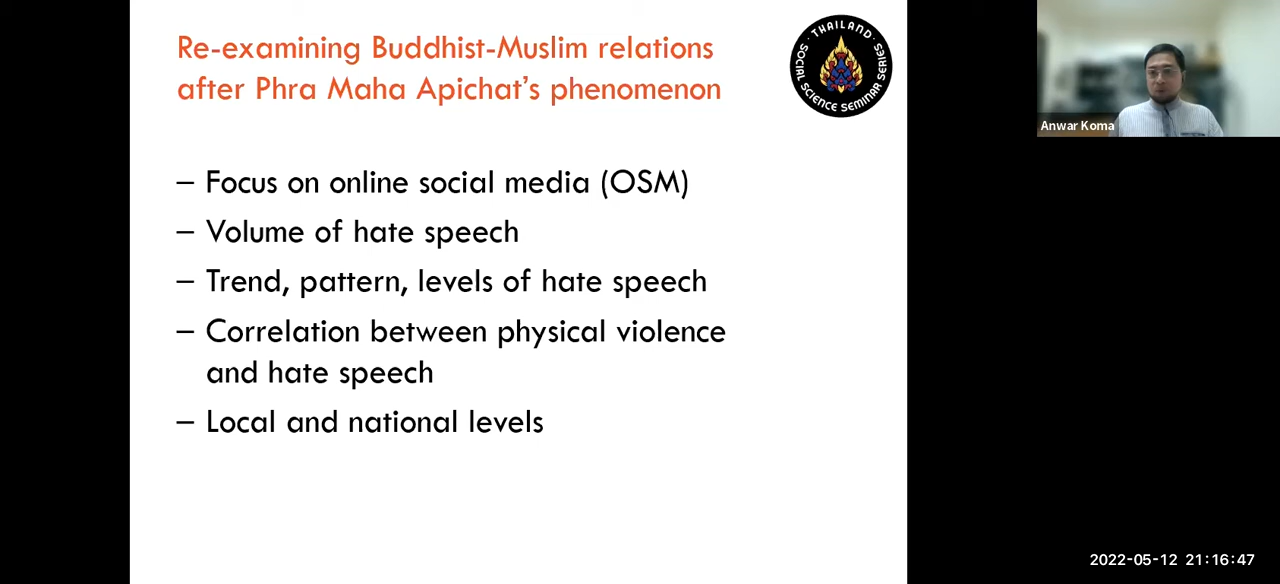 Re-examining Buddhist-Muslim relations
after Phra Maha Apichat's phenomenon
· THAILAND ·
SOCIAL SCIENCE SEMINAR SERIES
Anwar Koma
– Focus on online social media (OSM)
– Volume of hate speech
– Trend, pattern, levels of hate speech
– Correlation between physical violence
and hate speech
– Local and national levels
2022-05-12 21:16:47